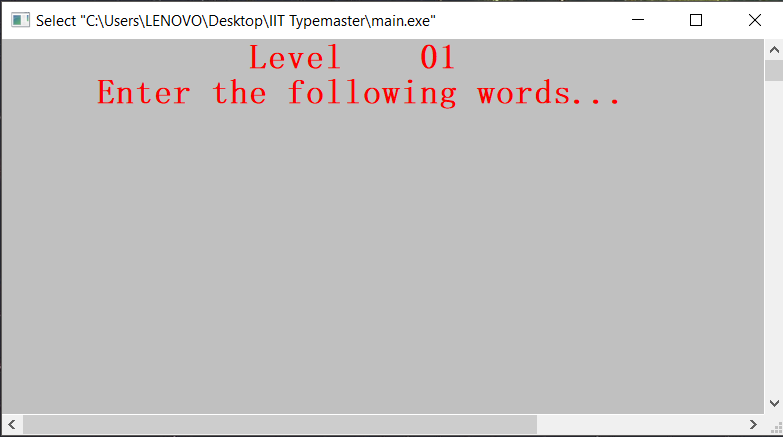 Select "C:\Users\LENOVO\Desktop\IIT Typemaster\main.exe"
Level 01
Enter the following words...